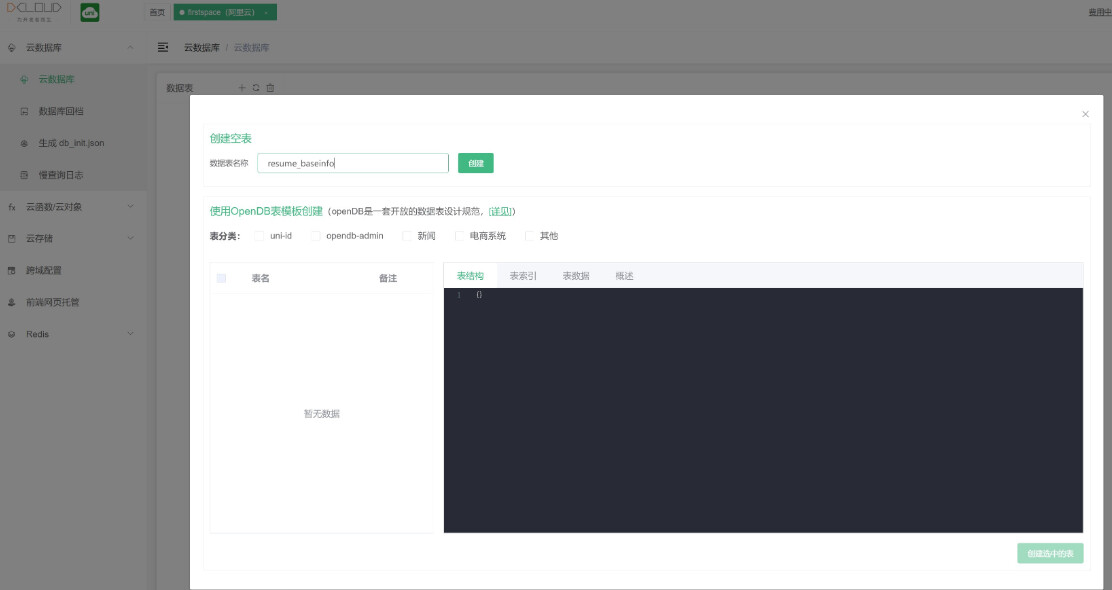 DCLOUD
uni
首页
firstspace（阿里云）
费用中
云数据库
云数据库 / 云数据库
云数据库
数据表
数据库回档
生成 db_init.json
慢查询日志
云函数/云对象
云存储
跨域配置
前端网页托管
Redis
创建空表
数据表名称 resume_baseinfo 创建
使用OpenDB表模板创建（openDB是一套开放的数据表设计规范，[详见]）
表分类： uni-id opendb-admin 新闻 电商系统 其他
表名 备注
暂无数据
表结构 表索引 表数据 概述
1 {}
创建选中的表